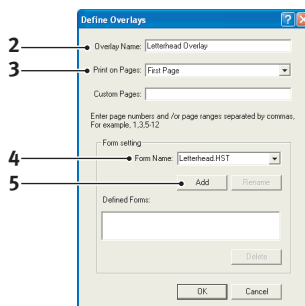 Define Overlays
2
Overlay Name: Letterhead Overlay
3
Print on Pages: First Page
Custom Pages:
Enter page numbers and /or page ranges separated by commas,
For example, 1,3,5-12
Form setting
4
Form Name: Letterhead.HST
5
Add Rename
Defined Forms:
Delete
OK Cancel